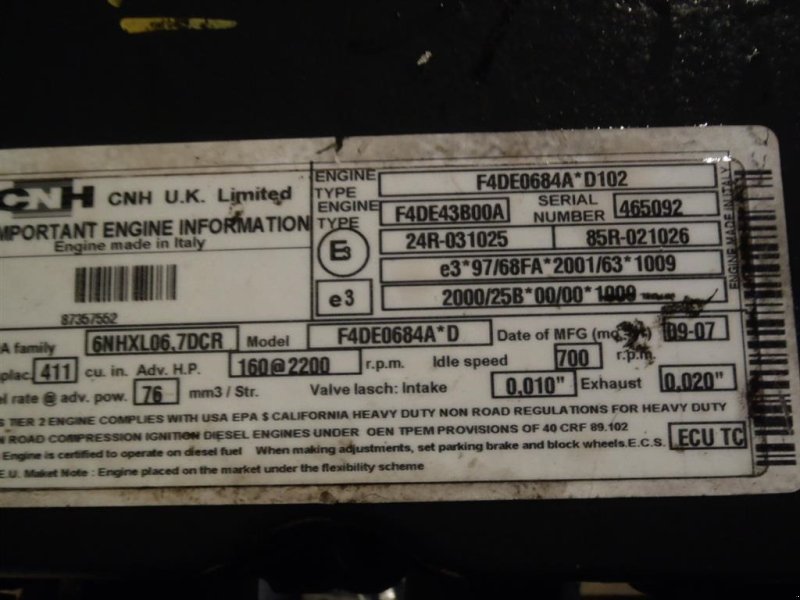 CNH CNH U.K. Limited
IMPORTANT ENGINE INFORMATION
Engine made in Italy
87357552
ENGINE TYPE F4DE0684A*D102
ENGINE TYPE F4DE43B00A SERIAL NUMBER 465092
E3 24R-031025 85R-021026
e3 e3*97/68FA*2001/63*1009
2000/25B*00/00*1000
ENGINE MADE IN ITALY
A family 6NHXL06,7DCR Model F4DE0684A*D Date of MFG 09-07
plac. 411 cu. in. Adv. H.P. 160@2200 r.p.m. Idle speed 700 r.p.m.
el rate @ adv. pow. 76 mm3 / Str. Valve lasch: Intake 0,010" Exhaust 0,020"
S TIER 2 ENGINE COMPLIES WITH USA EPA $ CALIFORNIA HEAVY DUTY NON ROAD REGULATIONS FOR HEAVY DUTY
N ROAD COMPRESSION IGNITION DIESEL ENGINES UNDER OEN TPEM PROVISIONS OF 40 CRF 89.102
Engine is certified to operate on diesel fuel When making adjustments, set parking brake and block wheels. E.C.S. ECU TC
E.U. Maket Note : Engine placed on the market under the flexibility scheme